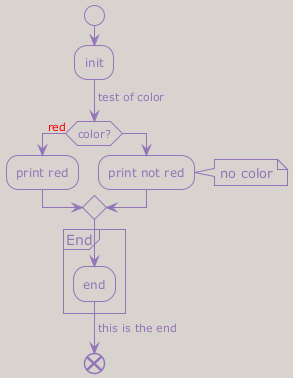 init
test of color
red
color?
print red
print not red
no color
End
end
this is the end